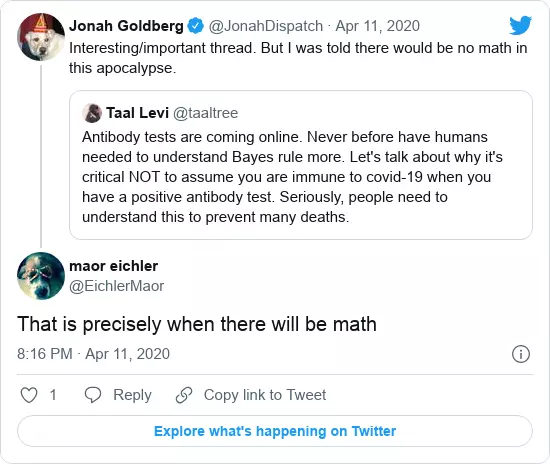 Jonah Goldberg @JonahDispatch · Apr 11, 2020
Interesting/important thread. But I was told there would be no math in
this apocalypse.
Taal Levi @taaltree
Antibody tests are coming online. Never before have humans
needed to understand Bayes rule more. Let's talk about why it's
critical NOT to assume you are immune to covid-19 when you
have a positive antibody test. Seriously, people need to
understand this to prevent many deaths.
maor eichler
@EichlerMaor
That is precisely when there will be math
8:16 PM · Apr 11, 2020
1 Reply Copy link to Tweet
Explore what's happening on Twitter